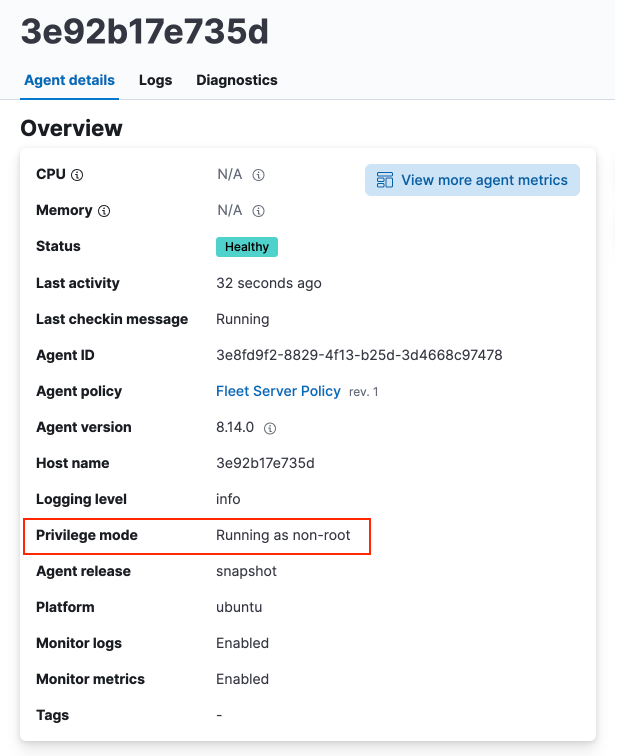 3e92b17e735d
Agent details Logs Diagnostics
Overview
CPU N/A View more agent metrics
Memory N/A
Status Healthy
Last activity 32 seconds ago
Last checkin message Running
Agent ID 3e8fd9f2-8829-4f13-b25d-3d4668c97478
Agent policy Fleet Server Policy rev. 1
Agent version 8.14.0
Host name 3e92b17e735d
Logging level info
Privilege mode Running as non-root
Agent release snapshot
Platform ubuntu
Monitor logs Enabled
Monitor metrics Enabled
Tags -